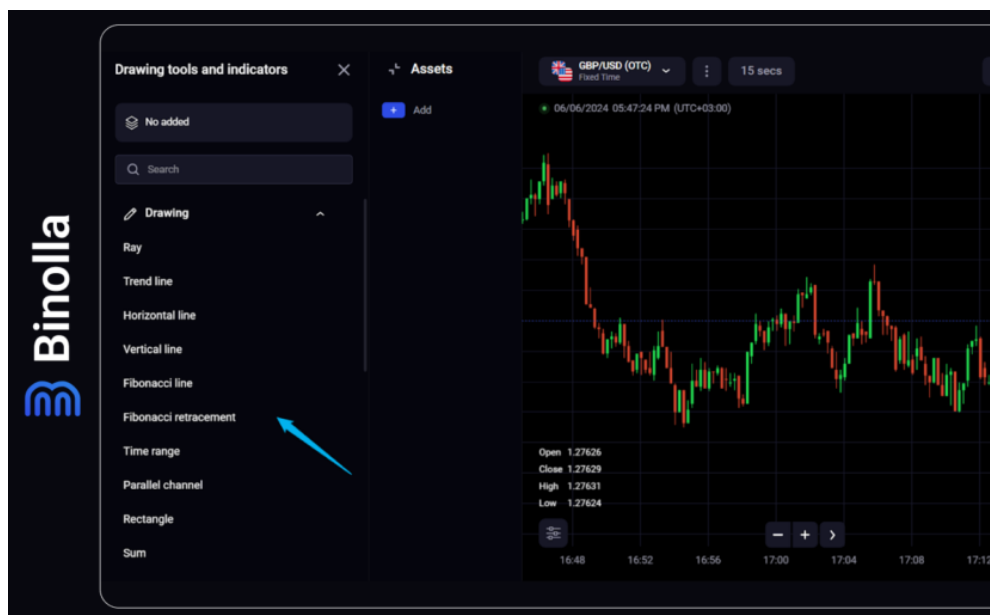 Binolla
Drawing tools and indicators
No added
Search
Drawing
Ray
Trend line
Horizontal line
Vertical line
Fibonacci line
Fibonacci retracement
Time range
Parallel channel
Rectangle
Sum
Assets
+ Add
GBP/USD (OTC)
Fixed Time
15 secs
06/06/2024 05:47:24 PM (UTC+03:00)
Open 1.27626
Close 1.27629
High 1.27631
Low 1.27624
16:48 16:52 16:56 17:00 17:04 17:08 17:12